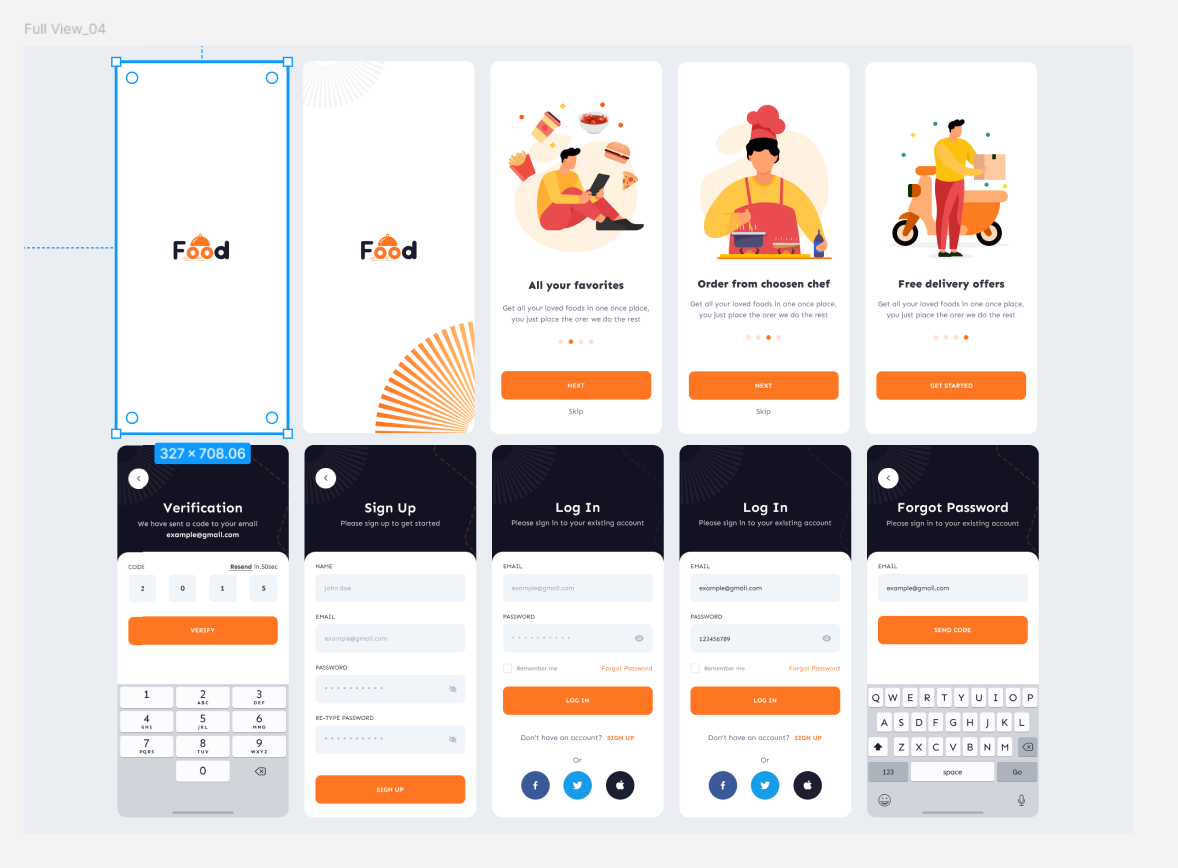 Full View_04
Food
Food
All your favorites
Get all your loved foods in one once place,
you just place the orer we do the rest
NEXT
Skip
Order from choosen chef
Get all your loved foods in one once place,
you just place the orer we do the rest
NEXT
Skip
Free delivery offers
Get all your loved foods in one once place,
you just place the orer we do the rest
GET STARTED
327 × 708.06
Verification
We have sent a code to your email
example@gmail.com
CODE
Resend in.50sec
2 0 1 5
VERIFY
1 2 3
ABC DEF
4 5 6
GHI JKL MNO
7 8 9
PQRS TUV WXYZ
0
Sign Up
Please sign up to get started
NAME
john doe
EMAIL
example@gmail.com
PASSWORD
RE-TYPE PASSWORD
SIGN UP
Log In
Please sign in to your existing account
EMAIL
example@gmail.com
PASSWORD
Remember me Forgot Password
LOG IN
Don't have an account? SIGN UP
Or
f
Log In
Please sign in to your existing account
EMAIL
example@gmail.com
PASSWORD
123456789
Remember me Forgot Password
LOG IN
Don't have an account? SIGN UP
Or
f
Forgot Password
Please sign in to your existing account
EMAIL
example@gmail.com
SEND CODE
Q W E R T Y U I O P
A S D F G H J K L
Z X C V B N M
123 space Go